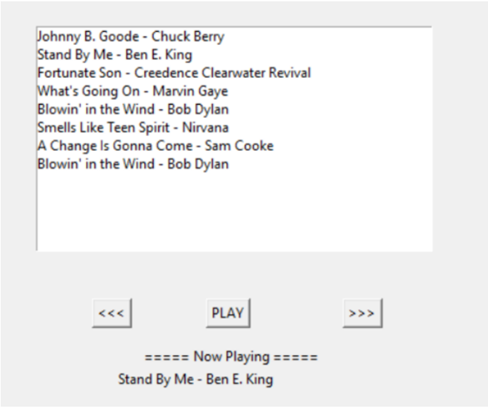 Johnny B. Goode - Chuck Berry
Stand By Me - Ben E. King
Fortunate Son - Creedence Clearwater Revival
What's Going On - Marvin Gaye
Blowin' in the Wind - Bob Dylan
Smells Like Teen Spirit - Nirvana
A Change Is Gonna Come - Sam Cooke
Blowin' in the Wind - Bob Dylan
<<< PLAY >>>
===== Now Playing =====
Stand By Me - Ben E. King